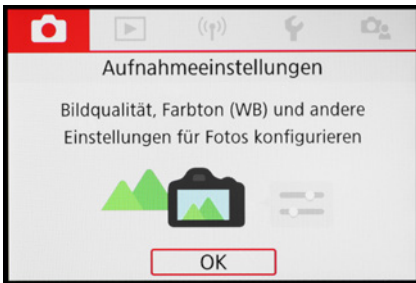 Aufnahmeeinstellungen
Bildqualität, Farbton (WB) und andere
Einstellungen für Fotos konfigurieren
OK